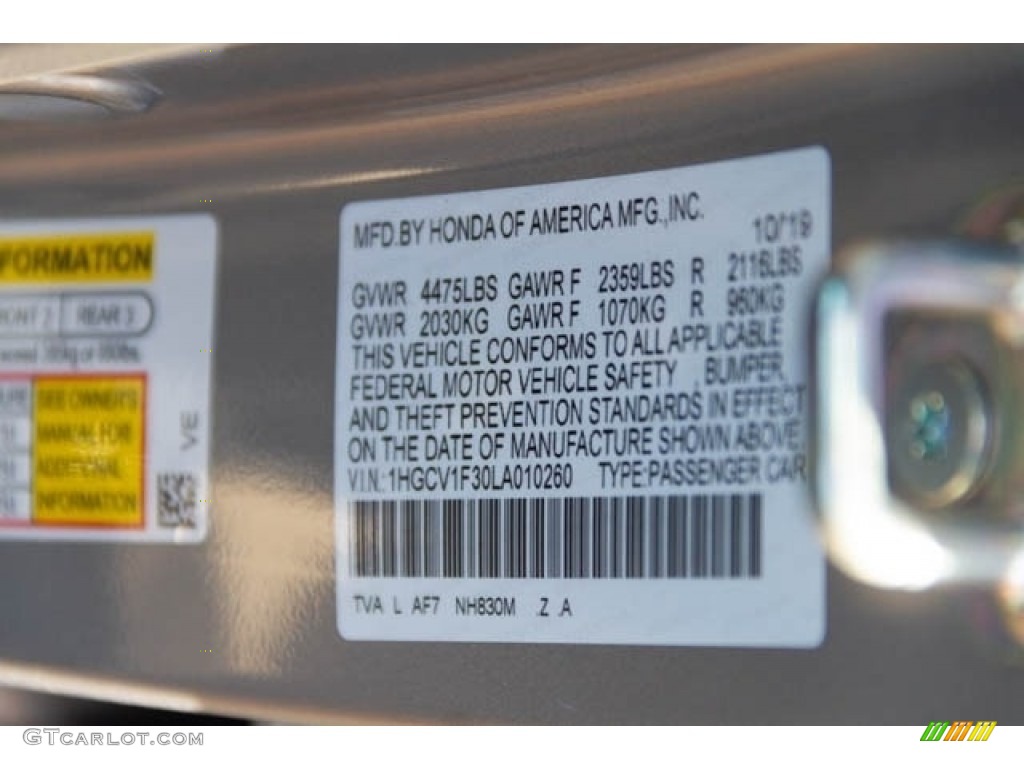 FORMATION
REAR 3
SEE OWNER'S
MANUAL FOR
ADDITIONAL
INFORMATION
VE
MFD.BY HONDA OF AMERICA MFG.,INC.
10/19
GVWR 4475LBS GAWR F 2359LBS R 2116LBS
GVWR 2030KG GAWR F 1070KG R 960KG
THIS VEHICLE CONFORMS TO ALL APPLICABLE
FEDERAL MOTOR VEHICLE SAFETY , BUMPER,
AND THEFT PREVENTION STANDARDS IN EFFECT
ON THE DATE OF MANUFACTURE SHOWN ABOVE.
V.I.N.: 1HGCV1F30LA010260 TYPE:PASSENGER CAR
TVA L AF7 NH830M .Z A
GTCarLot.com